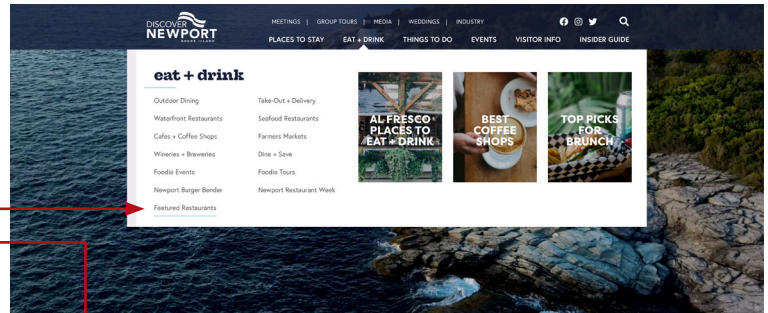 DISCOVER
NEWPORT
RHODE ISLAND
MEETINGS | GROUP TOURS | MEDIA | WEDDINGS | INDUSTRY
PLACES TO STAY EAT + DRINK THINGS TO DO EVENTS VISITOR INFO INSIDER GUIDE
eat + drink
Outdoor Dining Take-Out + Delivery
Waterfront Restaurants Seafood Restaurants
Cafes + Coffee Shops Farmers Markets
Wineries + Breweries Dine + Save
Foodie Events Foodie Tours
Newport Burger Bender Newport Restaurant Week
Featured Restaurants
AL FRESCO
PLACES TO
EAT + DRINK
BEST
COFFEE
SHOPS
TOP PICKS
FOR
BRUNCH